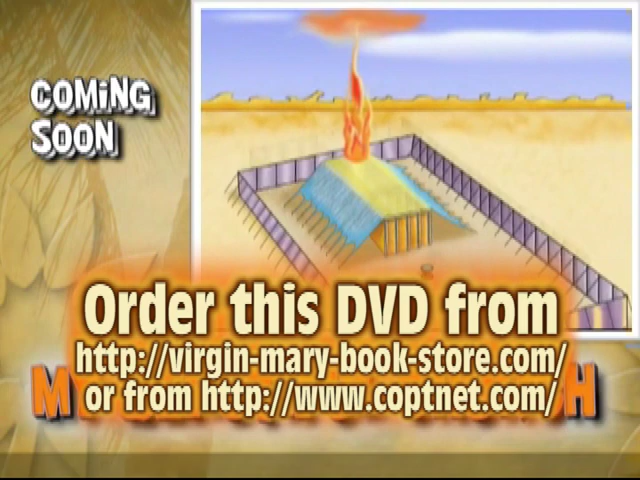 COMING
SOON
Order this DVD from
http://virgin-mary-book-store.com/
or from http://www.coptnet.com/